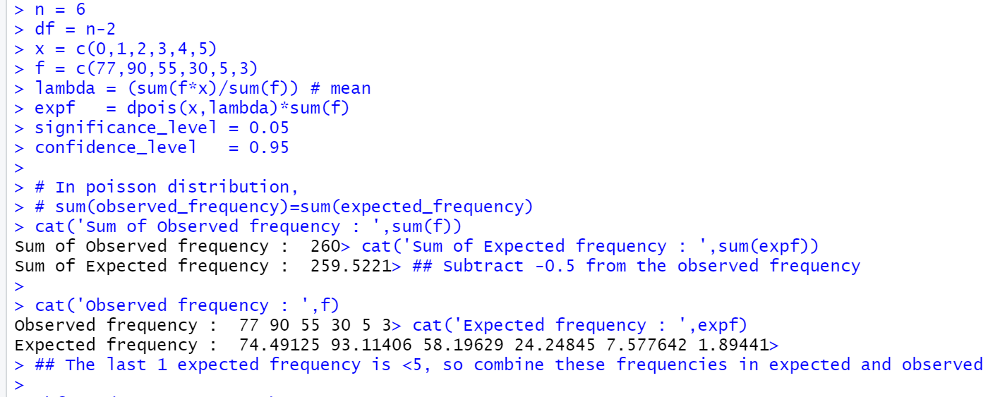 > n = 6
> df = n-2
> x = c(0,1,2,3,4,5)
> f = c(77,90,55,30,5,3)
> lambda = (sum(f*x)/sum(f)) # mean
> expf   = dpois(x,lambda)*sum(f)
> significance_level = 0.05
> confidence_level   = 0.95
>
> # In poisson distribution,
> # sum(observed_frequency)=sum(expected_frequency)
> cat('Sum of Observed frequency : ',sum(f))
Sum of Observed frequency :  260> cat('Sum of Expected frequency : ',sum(expf))
Sum of Expected frequency :  259.5221> ## Subtract -0.5 from the observed frequency
>
> cat('Observed frequency : ',f)
Observed frequency :  77 90 55 30 5 3> cat('Expected frequency : ',expf)
Expected frequency :  74.49125 93.11406 58.19629 24.24845 7.577642 1.89441>
> ## The last 1 expected frequency is <5, so combine these frequencies in expected and observed
>